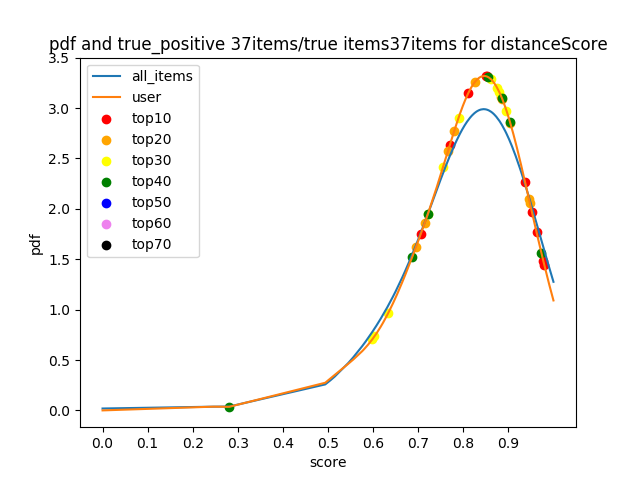 pdf and true_positive 37items/true items37items for distanceScore
3.5
3.0
2.5
2.0
1.5
1.0
0.5
0.0
pdf
all_items
user
top10
top20
top30
top40
top50
top60
top70
0.0 0.1 0.2 0.3 0.4 0.5 0.6 0.7 0.8 0.9
score